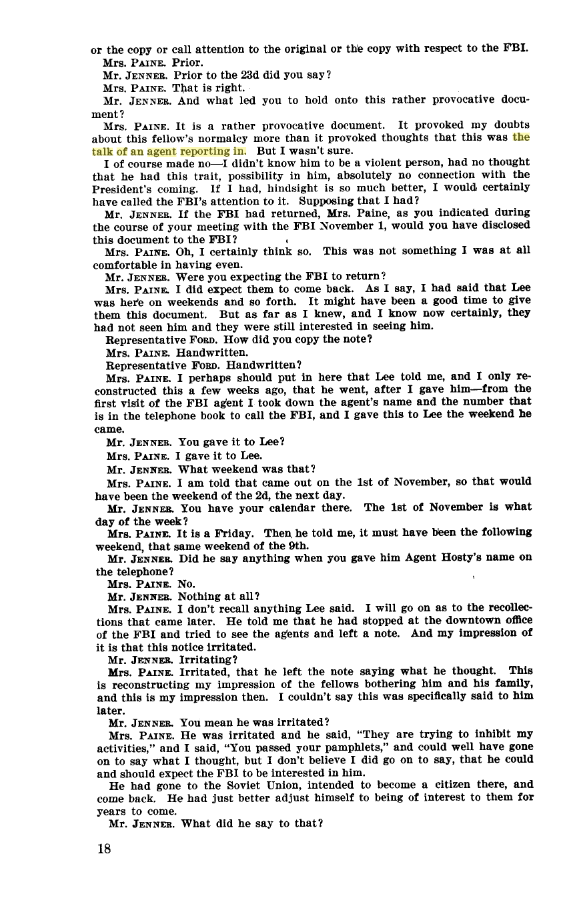 or the copy or call attention to the original or the copy with respect to the FBI.
Mrs. PAINE. Prior.
Mr. JENNER. Prior to the 23d did you say?
Mrs. PAINE. That is right.
Mr. JENNER. And what led you to hold onto this rather provocative docu-
ment?
Mrs. PAINE. It is a rather provocative document. It provoked my doubts
about this fellow's normalcy more than it provoked thoughts that this was the
talk of an agent reporting in. But I wasn't sure.
I of course made no—I didn't know him to be a violent person, had no thought
that he had this trait, possibility in him, absolutely no connection with the
President's coming. If I had, hindsight is so much better, I would certainly
have called the FBI's attention to it. Supposing that I had?
Mr. JENNER. If the FBI had returned, Mrs. Paine, as you indicated during
the course of your meeting with the FBI November 1, would you have disclosed
this document to the FBI?
Mrs. PAINE. Oh, I certainly think so. This was not something I was at all
comfortable in having even.
Mr. JENNER. Were you expecting the FBI to return?
Mrs. PAINE. I did expect them to come back. As I say, I had said that Lee
was here on weekends and so forth. It might have been a good time to give
them this document. But as far as I knew, and I know now certainly, they
had not seen him and they were still interested in seeing him.
Representative FORD. How did you copy the note?
Mrs. PAINE. Handwritten.
Representative FORD. Handwritten?
Mrs. PAINE. I perhaps should put in here that Lee told me, and I only re-
constructed this a few weeks ago, that he went, after I gave him—from the
first visit of the FBI agent I took down the agent's name and the number that
is in the telephone book to call the FBI, and I gave this to Lee the weekend he
came.
Mr. JENNER. You gave it to Lee?
Mrs. PAINE. I gave it to Lee.
Mr. JENNER. What weekend was that?
Mrs. PAINE. I am told that came out on the 1st of November, so that would
have been the weekend of the 2d, the next day.
Mr. JENNER. You have your calendar there. The 1st of November is what
day of the week?
Mrs. PAINE. It is a Friday. Then he told me, it must have been the following
weekend, that same weekend of the 9th.
Mr. JENNER. Did he say anything when you gave him Agent Hosty's name on
the telephone?
Mrs. PAINE. No.
Mr. JENNER. Nothing at all?
Mrs. PAINE. I don't recall anything Lee said. I will go on as to the recollec-
tions that came later. He told me that he had stopped at the downtown office
of the FBI and tried to see the agents and left a note. And my impression of
it is that this notice irritated.
Mr. JENNER. Irritating?
Mrs. PAINE. Irritated, that he left the note saying what he thought. This
is reconstructing my impression of the fellows bothering him and his family,
and this is my impression then. I couldn't say this was specifically said to him
later.
Mr. JENNER. You mean he was irritated?
Mrs. PAINE. He was irritated and he said, "They are trying to inhibit my
activities," and I said, "You passed your pamphlets," and could well have gone
on to say what I thought, but I don't believe I did go on to say, that he could
and should expect the FBI to be interested in him.
He had gone to the Soviet Union, intended to become a citizen there, and
come back. He had just better adjust himself to being of interest to them for
years to come.
Mr. JENNER. What did he say to that?
18